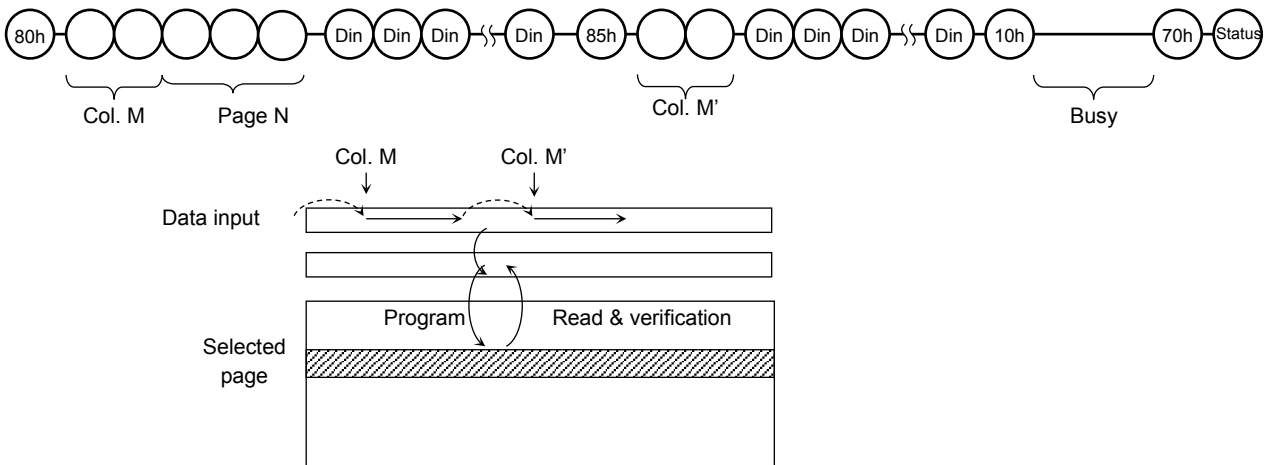 80h Din Din Din Din 85h Din Din Din Din 10h 70h Status
Col. M Page N Col. M’ Busy
Col. M Col. M’
Data input
Program Read & verification
Selected
page